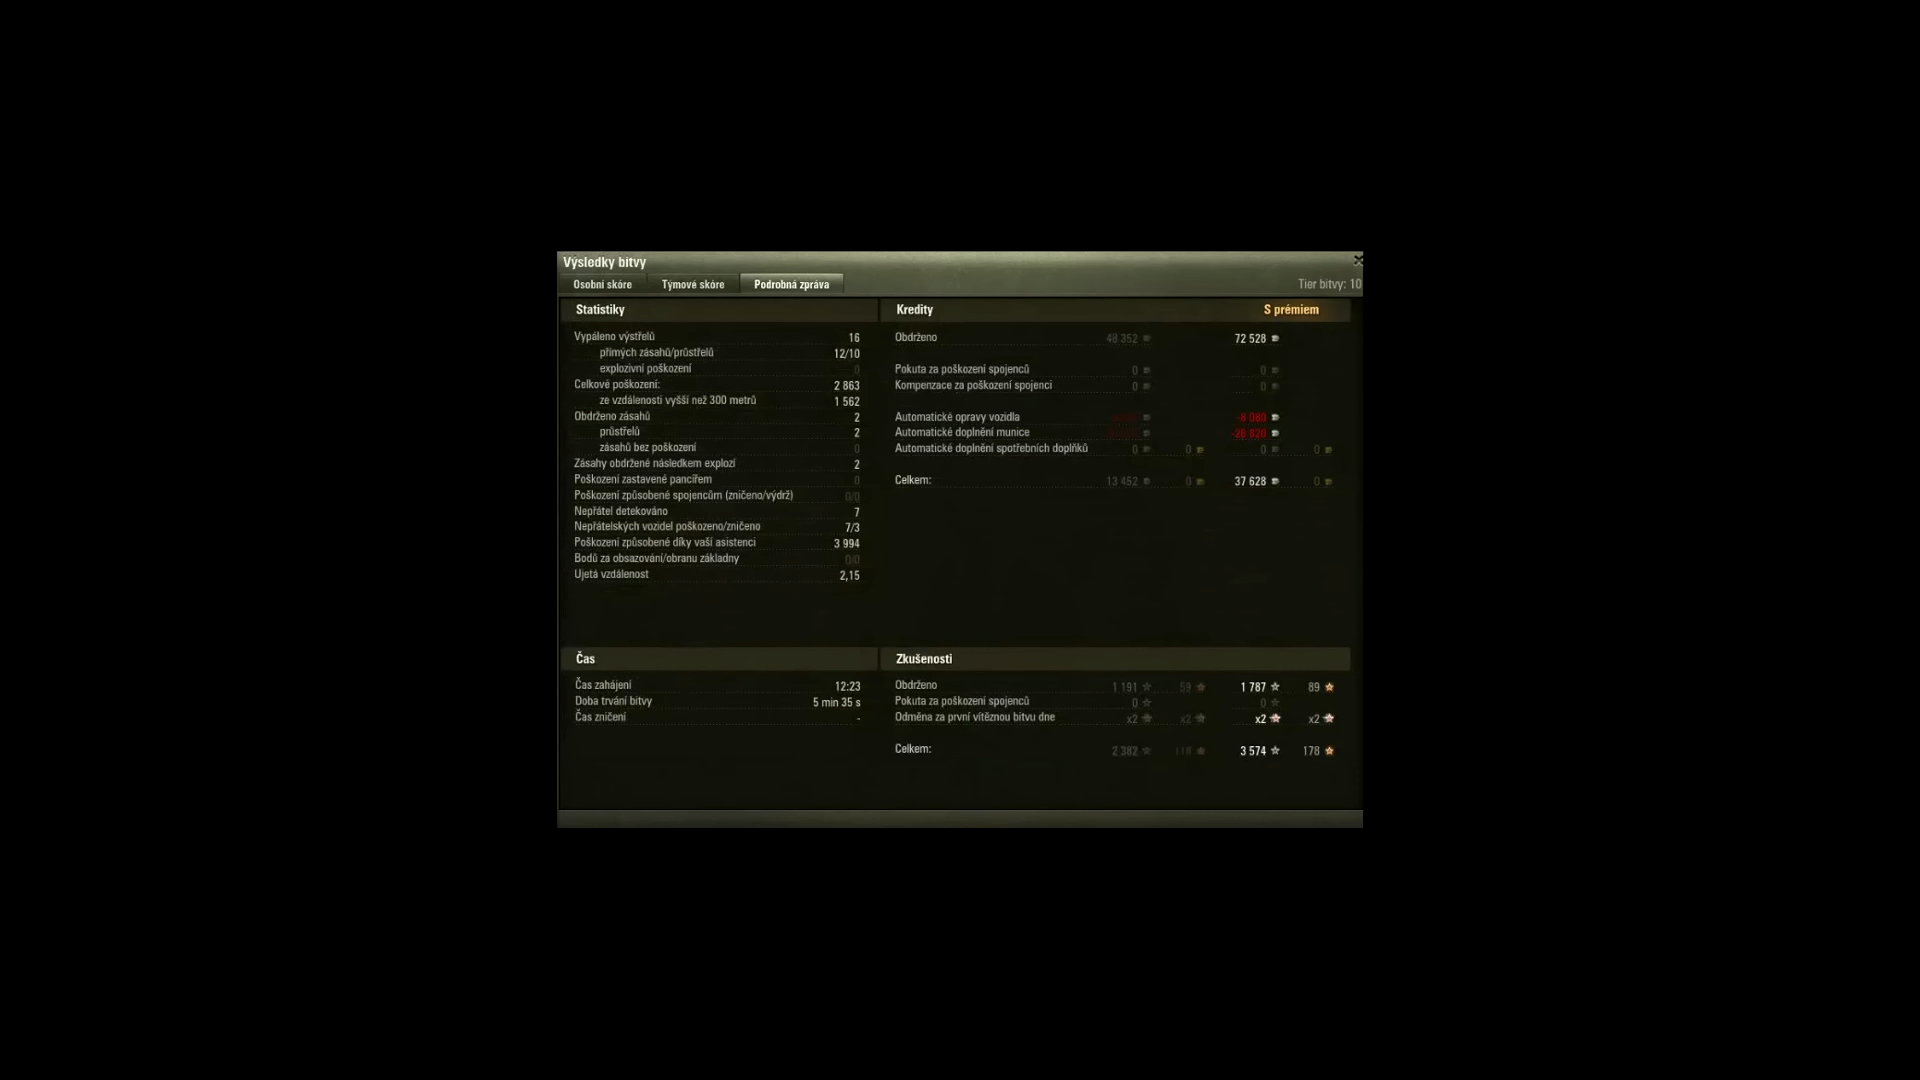 Výsledky bitvy
Osobní skóre Týmové skóre Podrobná zpráva Tier bitvy: 10
Statistiky
Vypáleno výstřelů 16
přímých zásahů/průstřelů 12/10
explozivní poškození 0
Celkové poškození: 2 863
ze vzdálenosti vyšší než 300 metrů 1 562
Obdrženo zásahů 2
průstřelů 2
zásahů bez poškození 0
Zásahy obdržené následkem explozí 2
Poškození zastavené pancířem 0
Poškození způsobené spojencům (zničeno/výdrž) 0/0
Nepřátel detekováno 7
Nepřátelských vozidel poškozeno/zničeno 7/3
Poškození způsobené díky vaší asistenci 3 994
Bodů za obsazování/obranu základny 0/0
Ujetá vzdálenost 2,15
Kredity S prémiem
Obdrženo 48 352 72 528
Pokuta za poškození spojenců 0 0
Kompenzace za poškození spojenci 0 0
Automatické opravy vozidla -8 080
Automatické doplnění munice -26 820
Automatické doplnění spotřebních doplňků 0 0 0 0
Celkem: 13 452 0 37 628 0
Čas
Čas zahájení 12:23
Doba trvání bitvy 5 min 35 s
Čas zničení -
Zkušenosti
Obdrženo 1 191 59 1 787 89
Pokuta za poškození spojenců 0 0
Odměna za první vítěznou bitvu dne x2 x2 x2 x2
Celkem: 2 382 118 3 574 178